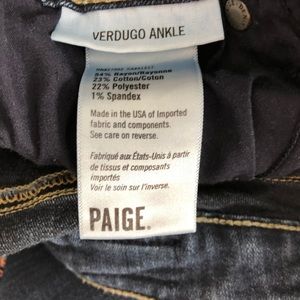 VERDUGO ANKLE
54% Rayon/Rayonne
23% Cotton/Coton
22% Polyester
1% Spandex
Made in the USA of Imported
fabric and components.
See care on reverse.
Fabriqué aux États-Unis à partir
de tissus et composants
importés
Voir le soin sur l'inverse.
PAIGE.